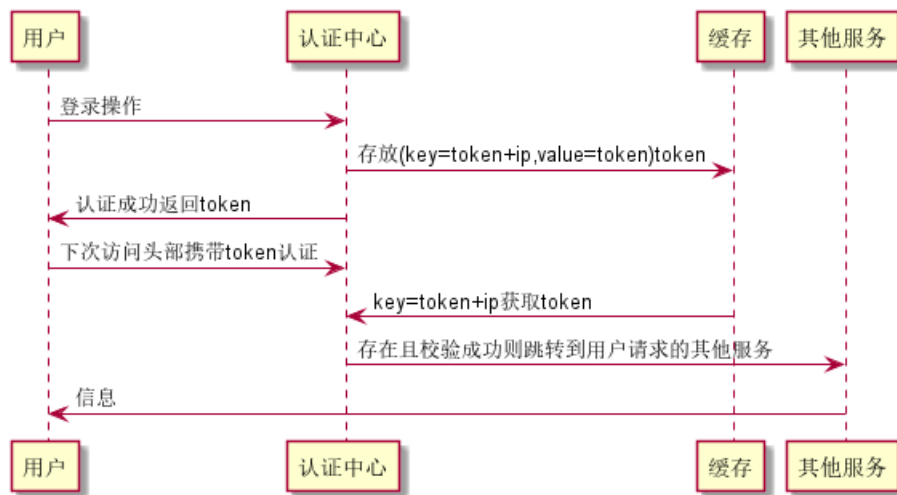 用户
认证中心
缓存
其他服务
登录操作
存放(key=token+ip,value=token)token
认证成功返回token
下次访问头部携带token认证
key=token+ip获取token
存在且校验成功则跳转到用户请求的其他服务
信息
用户
认证中心
缓存
其他服务